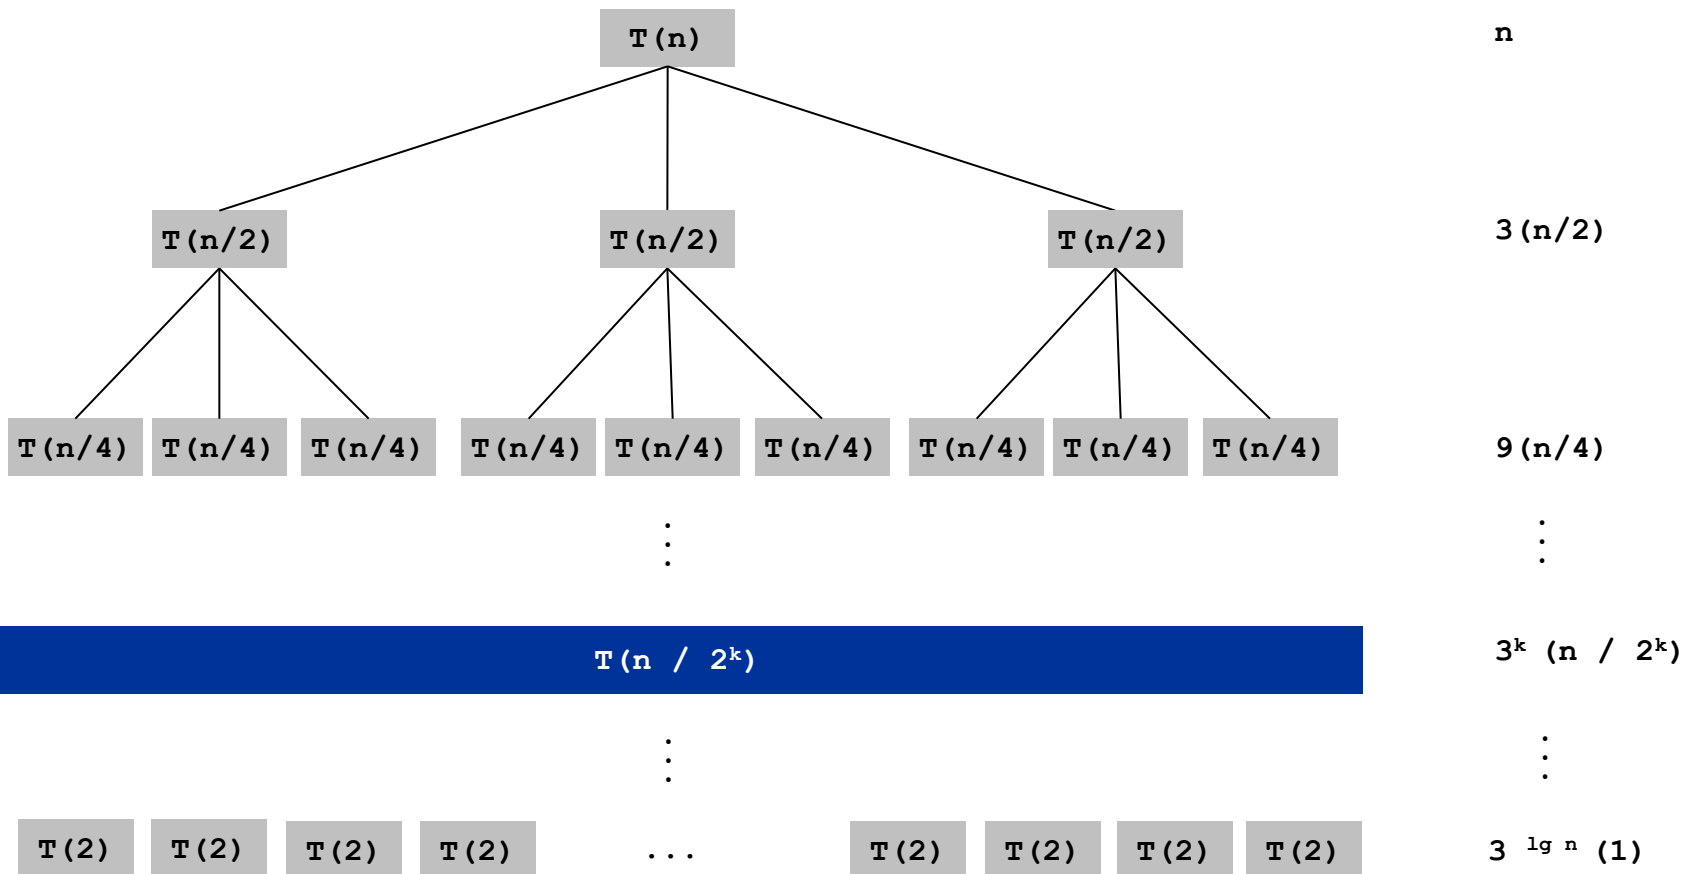 T(n) n
T(n/2) T(n/2) T(n/2) 3(n/2)
T(n/4) T(n/4) T(n/4) T(n/4) T(n/4) T(n/4) T(n/4) T(n/4) T(n/4) 9(n/4)
T(n / 2ᵏ) 3ᵏ (n / 2ᵏ)
T(2) T(2) T(2) T(2) ... T(2) T(2) T(2) T(2) 3 ˡᵍ ⁿ (1)